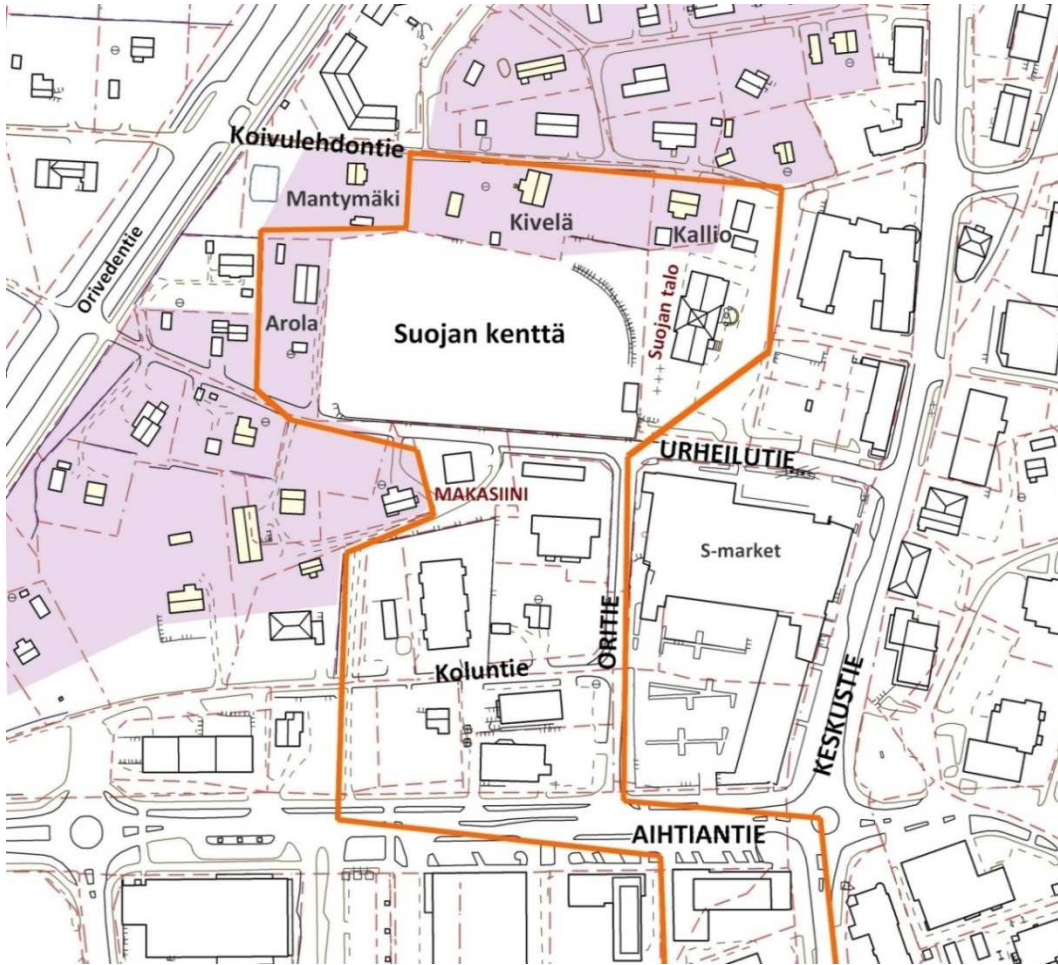 Koivulehdontie
Mantymäki
Kivelä
Kallio
Orivedentie
Arola
Suojan kenttä
Suojan talo
URHEILUTIE
MAKASIINI
S-market
ORITIE
Koluntie
KESKUSTIE
AIHTIANTIE